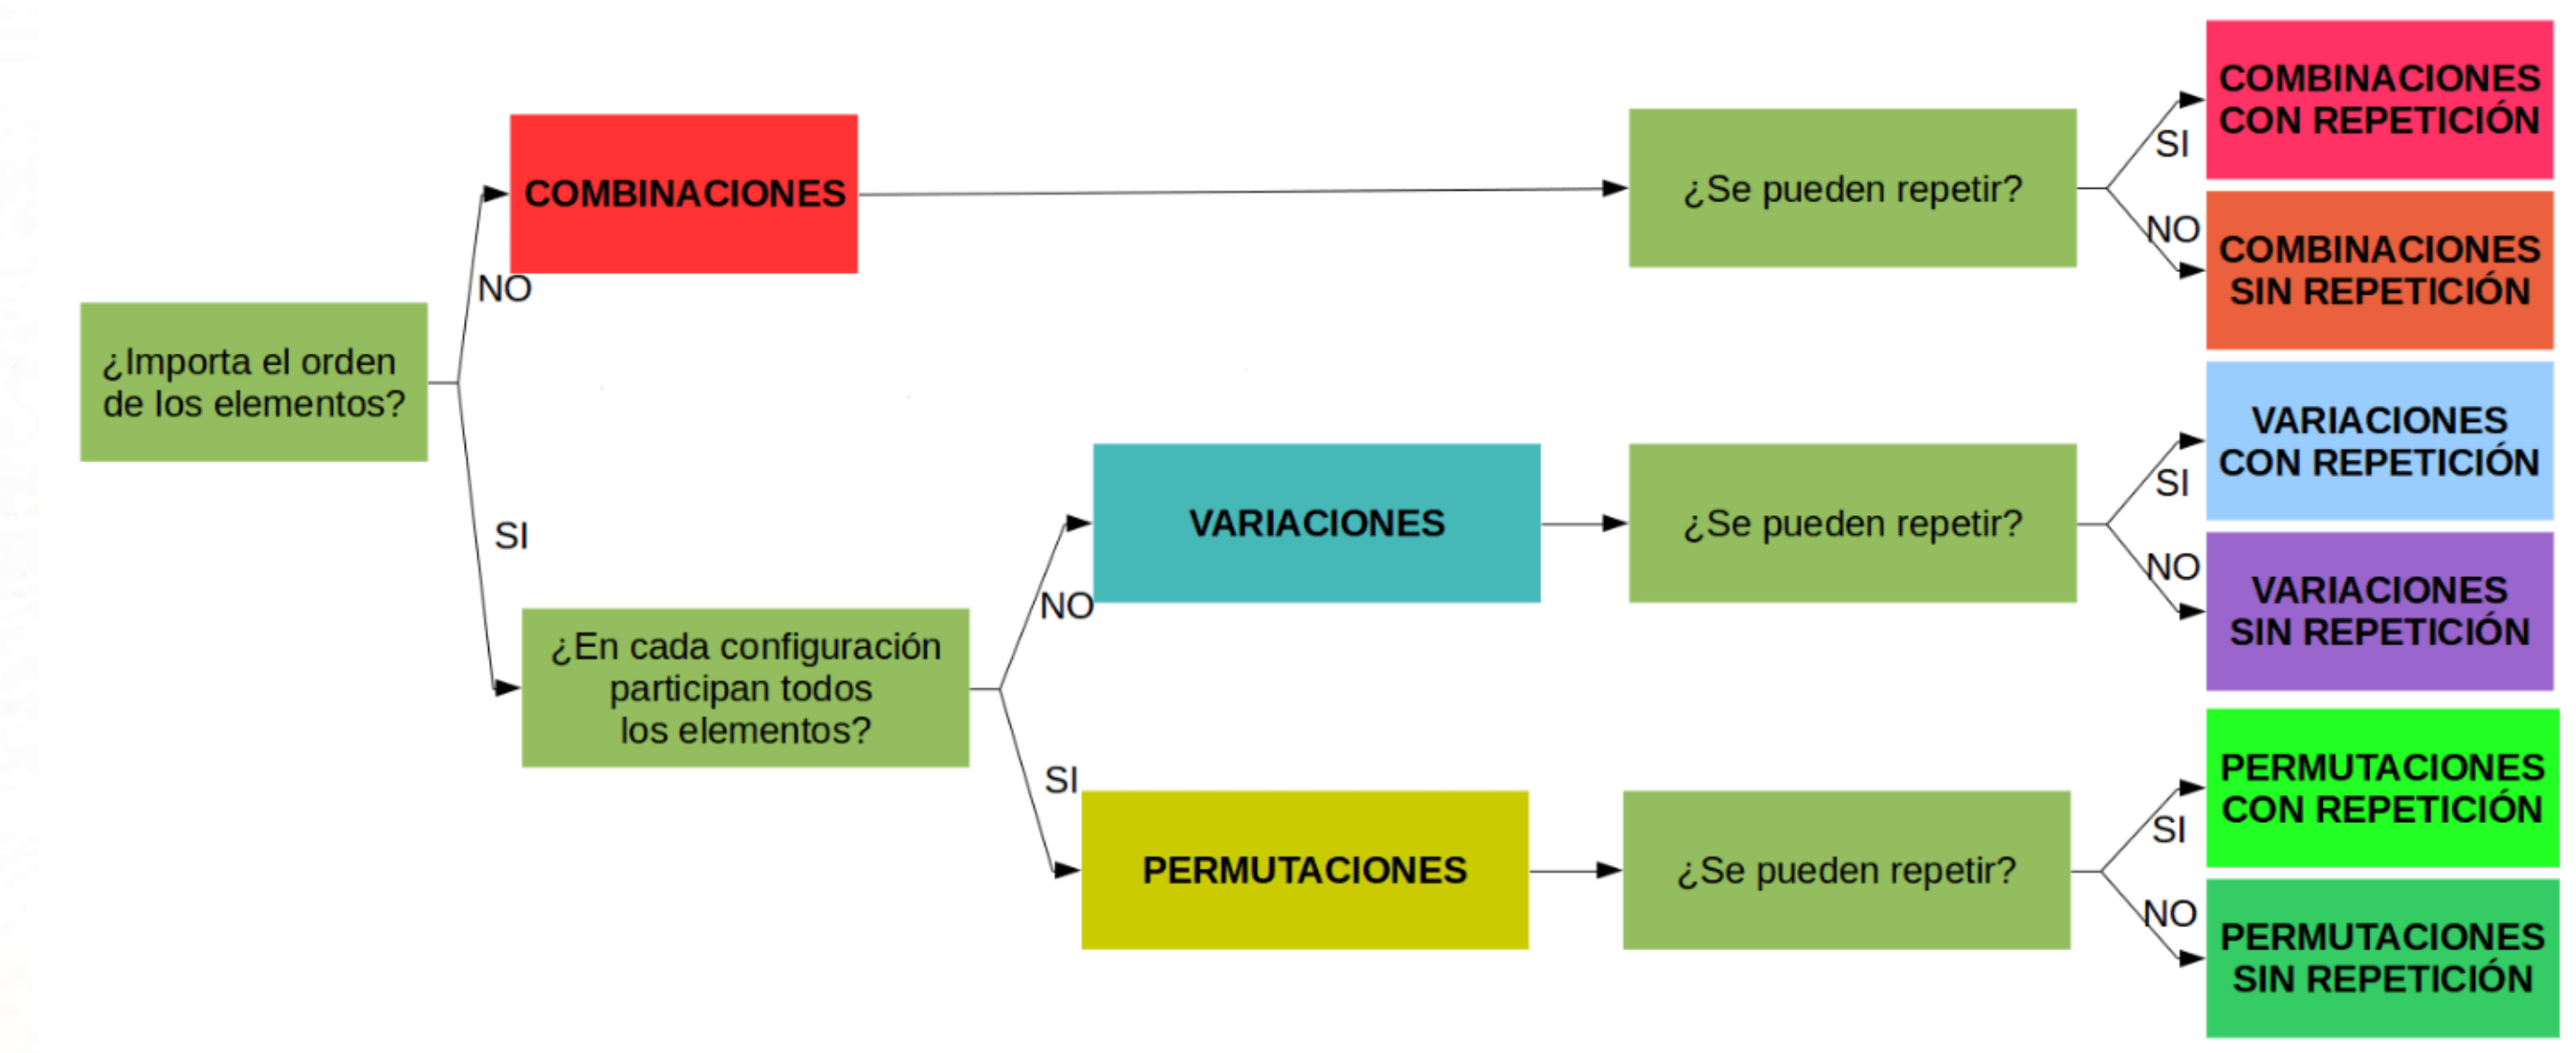 ¿Importa el orden
de los elementos?
NO
SI
COMBINACIONES
¿Se pueden repetir?
SI
NO
COMBINACIONES
CON REPETICIÓN
COMBINACIONES
SIN REPETICIÓN
¿En cada configuración
participan todos
los elementos?
NO
SI
VARIACIONES
¿Se pueden repetir?
SI
NO
VARIACIONES
CON REPETICIÓN
VARIACIONES
SIN REPETICIÓN
PERMUTACIONES
¿Se pueden repetir?
SI
NO
PERMUTACIONES
CON REPETICIÓN
PERMUTACIONES
SIN REPETICIÓN